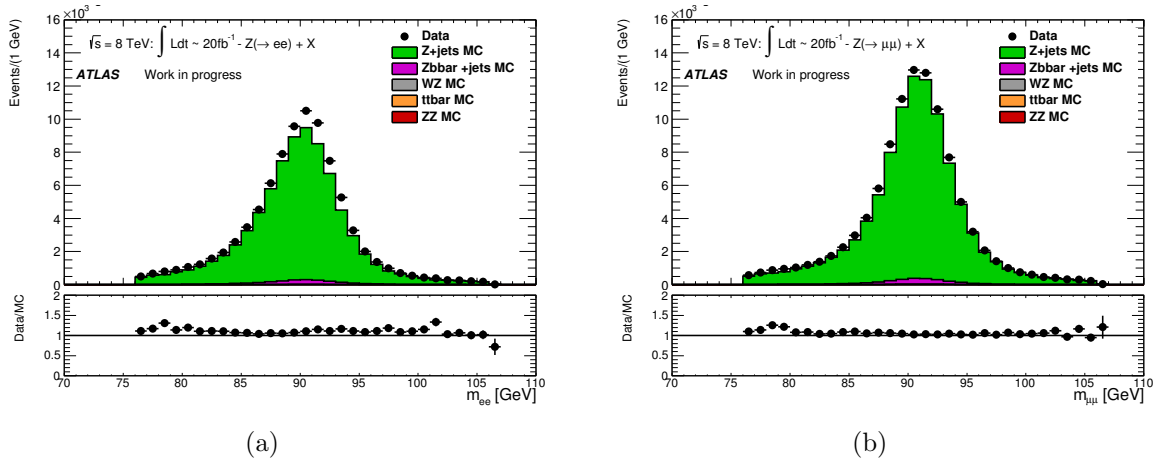 ×10³
16
14
12
10
8
6
4
2
0
Events/(1 GeV)
√s = 8 TeV: ∫ Ldt ~ 20fb⁻¹ - Z(→ ee) + X
ATLAS Work in progress
Data
Z+jets MC
Zbbar +jets MC
WZ MC
ttbar MC
ZZ MC
2
1.5
1
0.5
0
Data/MC
70 75 80 85 90 95 100 105 110
m_ee [GeV]
(a)
16
14
12
10
8
6
4
2
0
Events/(1 GeV)
√s = 8 TeV: ∫ Ldt ~ 20fb⁻¹ - Z(→ μμ) + X
ATLAS Work in progress
Data
Z+jets MC
Zbbar +jets MC
WZ MC
ttbar MC
ZZ MC
×10³
2
1.5
1
0.5
0
Data/MC
70 75 80 85 90 95 100 105 110
m_μμ [GeV]
(b)